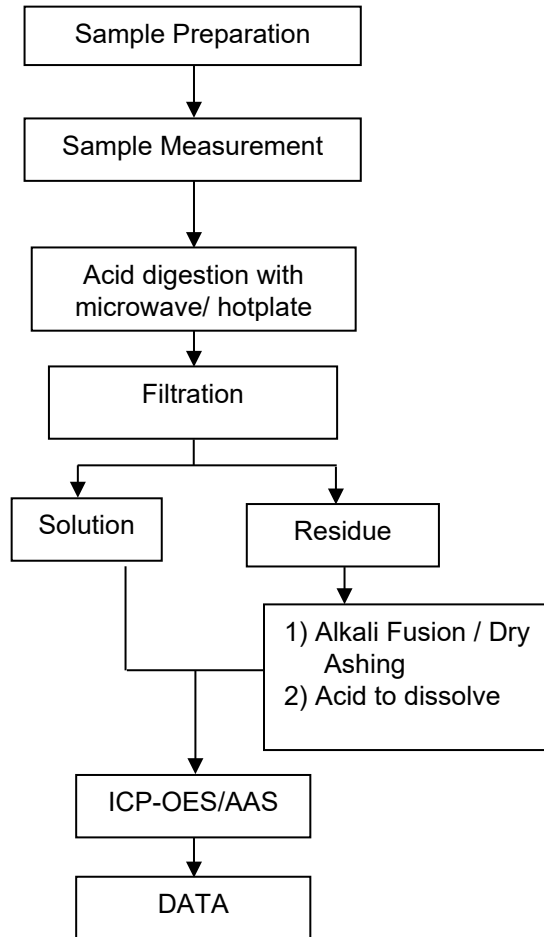 Sample Preparation
Sample Measurement
Acid digestion with
microwave/ hotplate
Filtration
Solution
Residue
1) Alkali Fusion / Dry
Ashing
2) Acid to dissolve
ICP-OES/AAS
DATA